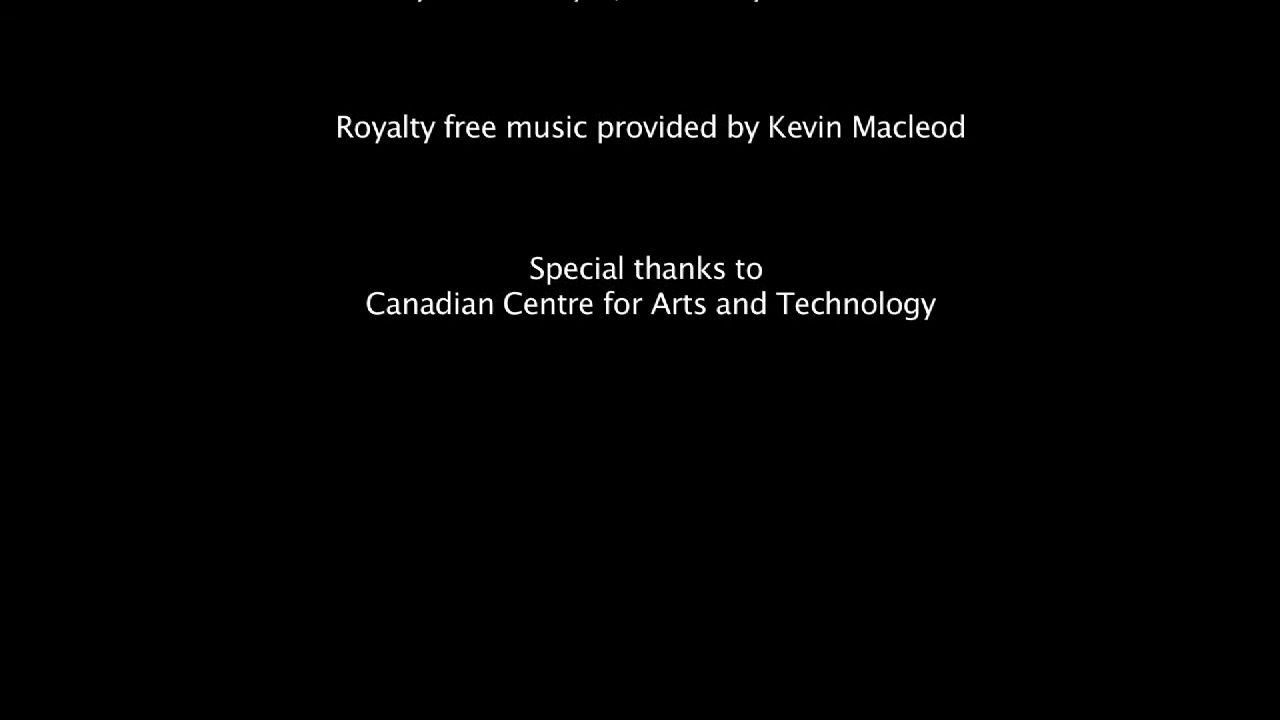 Royalty free music provided by Kevin Macleod
Special thanks to
Canadian Centre for Arts and Technology